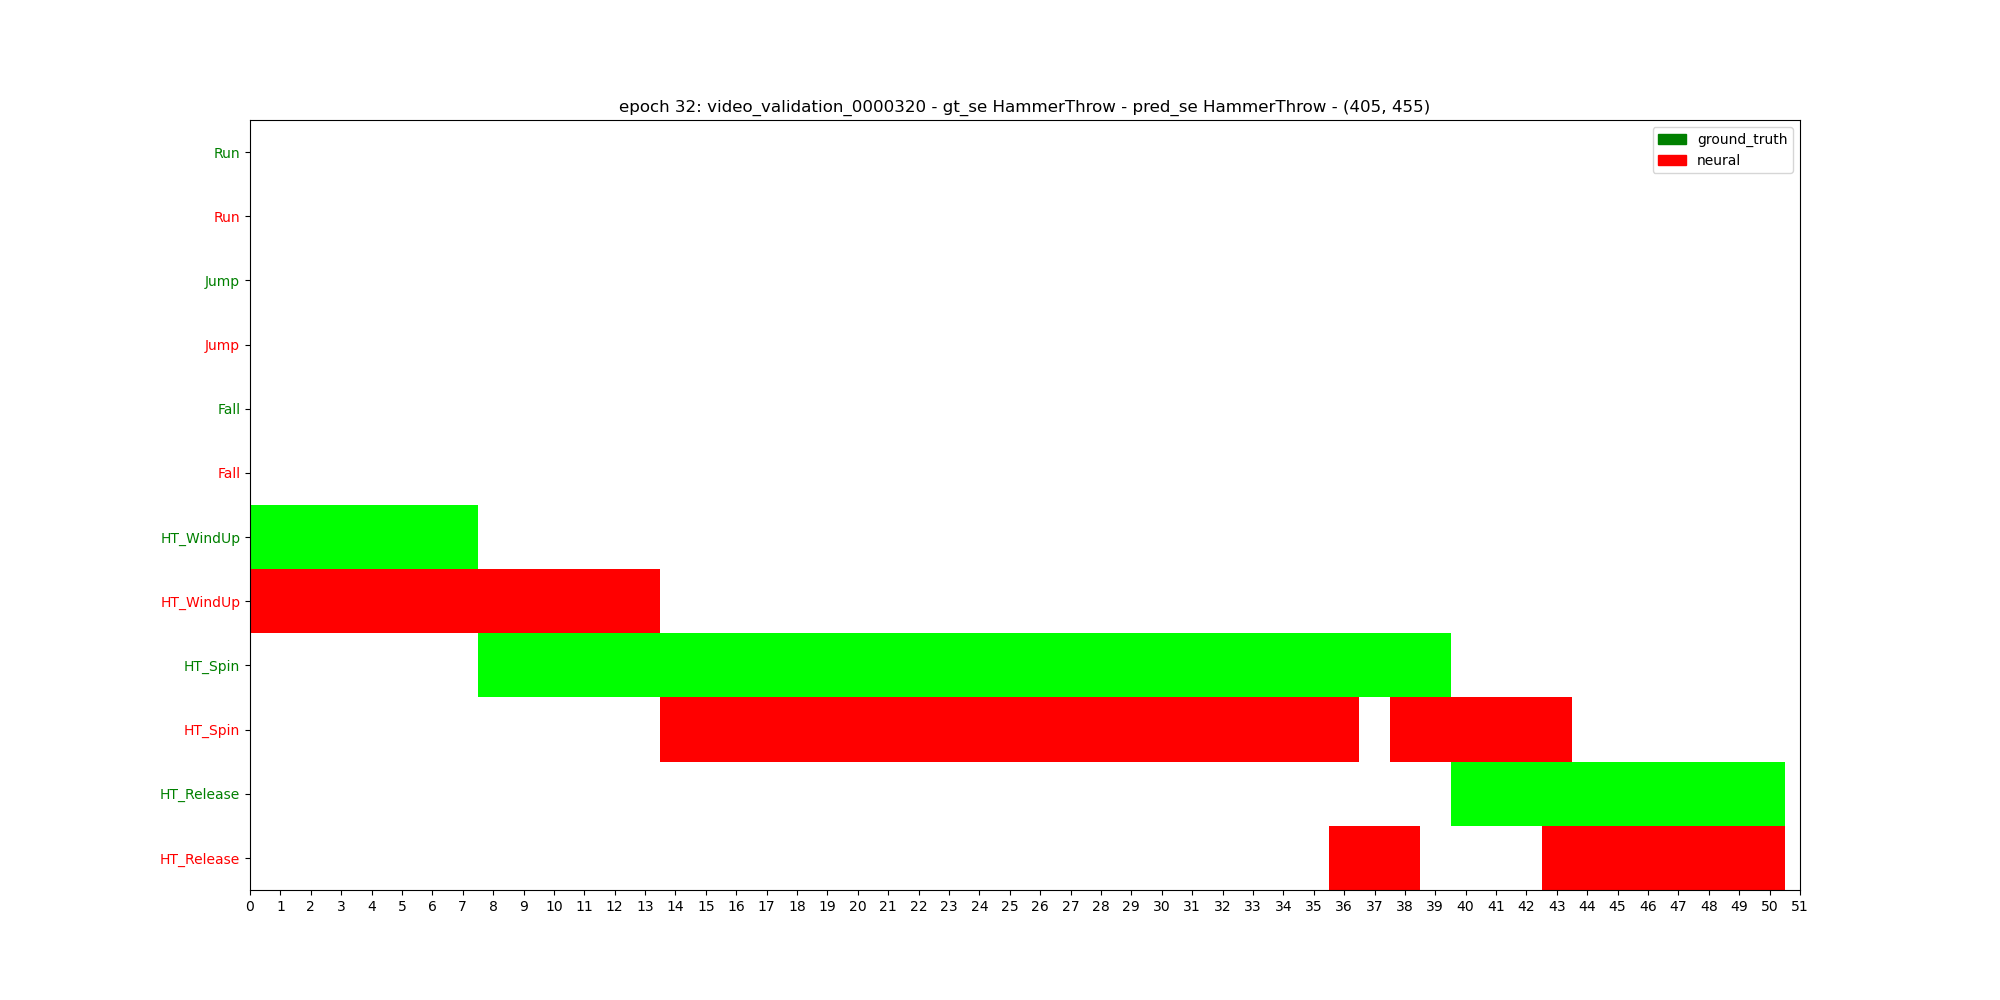 epoch 32: video_validation_0000320 - gt_se HammerThrow - pred_se HammerThrow - (405, 455)
ground_truth
neural
Run
Run
Jump
Jump
Fall
Fall
HT_WindUp
HT_WindUp
HT_Spin
HT_Spin
HT_Release
HT_Release
0 1 2 3 4 5 6 7 8 9 10 11 12 13 14 15 16 17 18 19 20 21 22 23 24 25 26 27 28 29 30 31 32 33 34 35 36 37 38 39 40 41 42 43 44 45 46 47 48 49 50 51